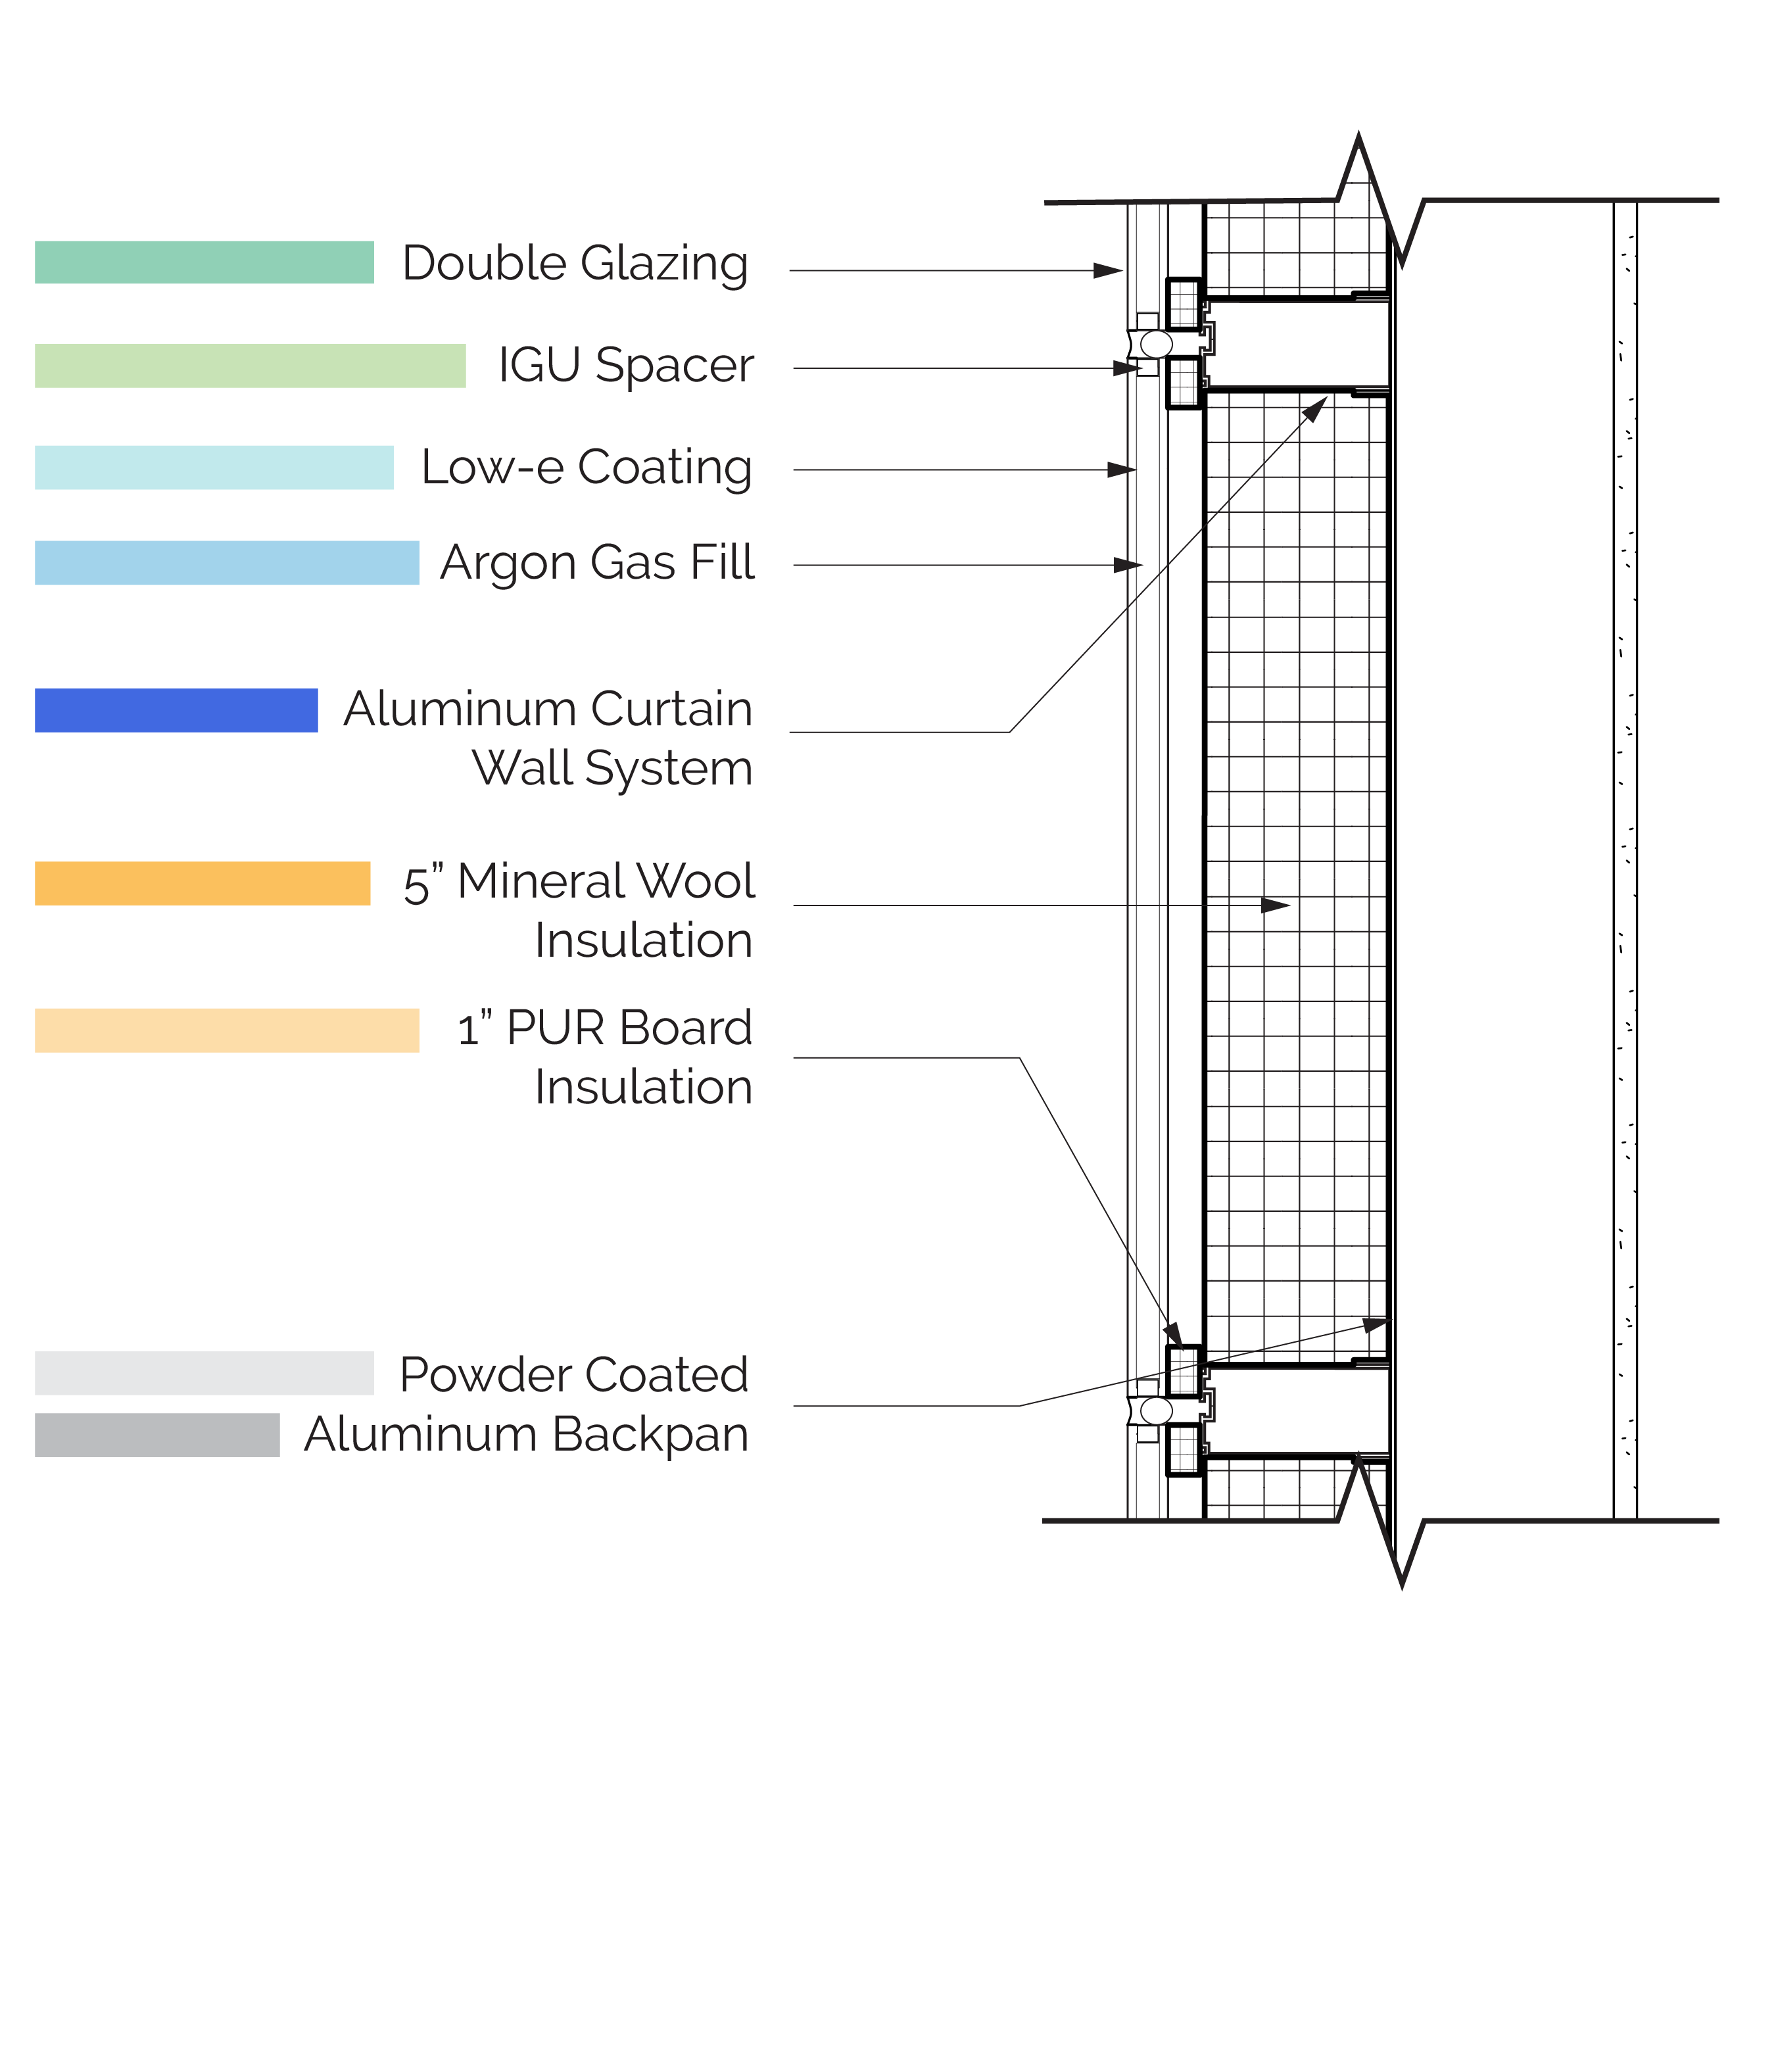 Double Glazing
IGU Spacer
Low-e Coating
Argon Gas Fill
Aluminum Curtain
Wall System
5” Mineral Wool
Insulation
1” PUR Board
Insulation
Powder Coated
Aluminum Backpan